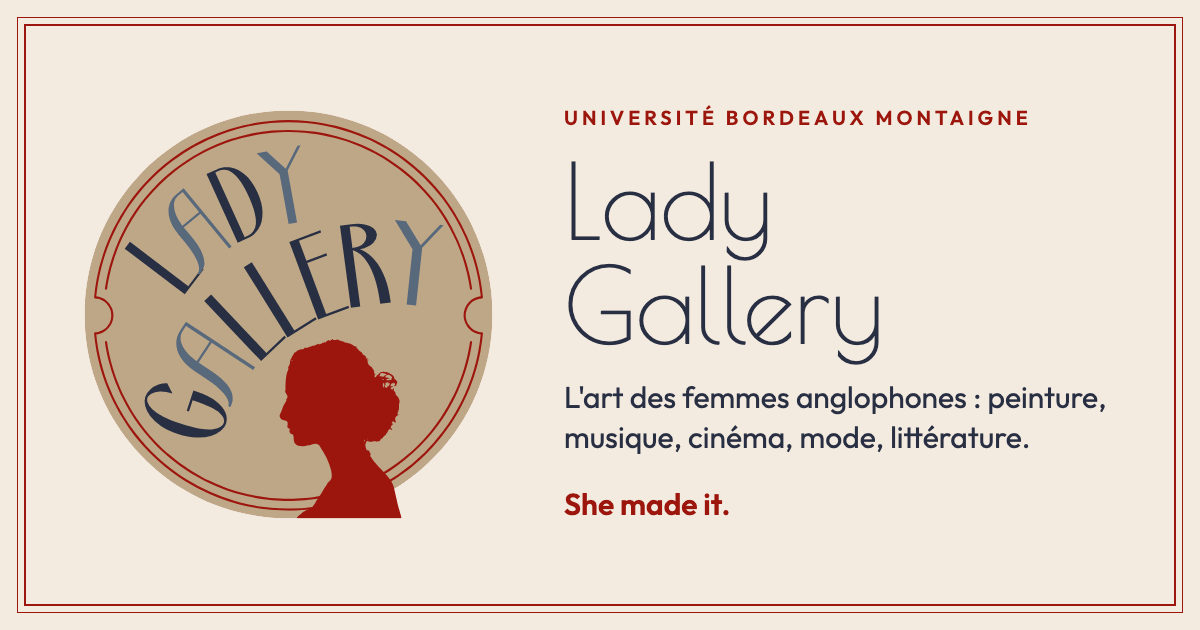 LADY
GALLERY
UNIVERSITÉ BORDEAUX MONTAIGNE
Lady
Gallery
L'art des femmes anglophones : peinture,
musique, cinéma, mode, littérature.
She made it.